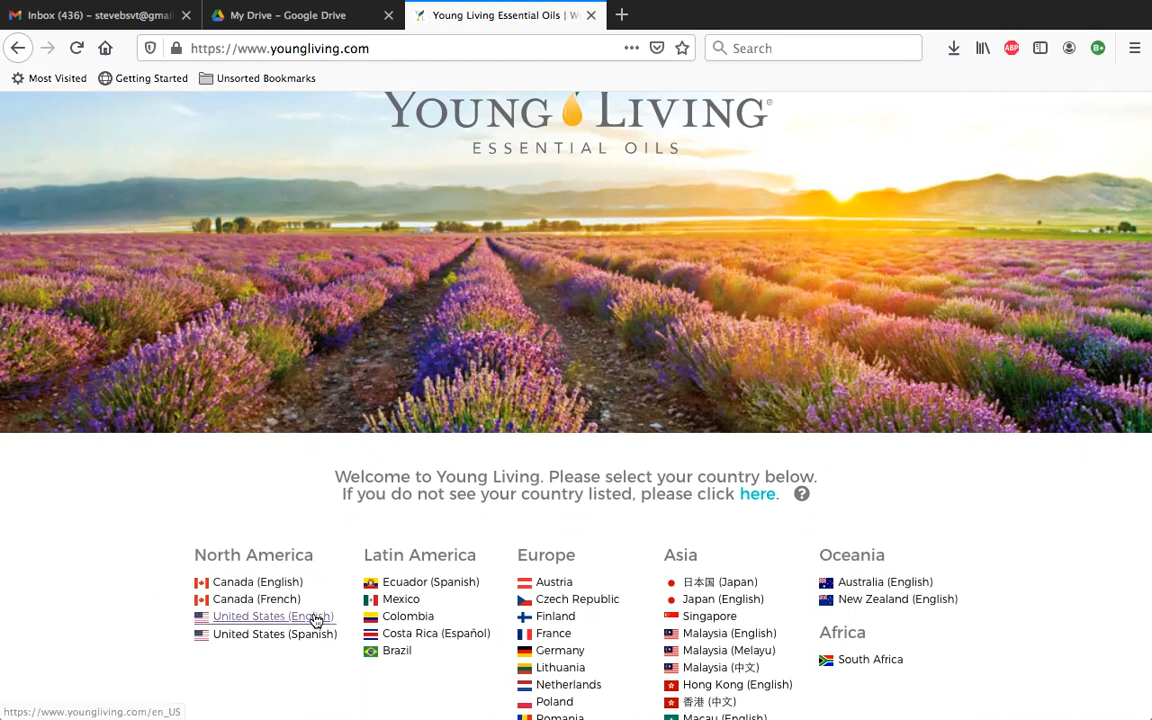 Inbox (436) – stevebsvt@gmai
My Drive – Google Drive
Young Living Essential Oils | W
https://www.youngliving.com
Search
ABP
B+
Most Visited
Getting Started
Unsorted Bookmarks
YOUNG LIVING®
ESSENTIAL OILS
Welcome to Young Living. Please select your country below.
If you do not see your country listed, please click here. ?
North America
Canada (English)
Canada (French)
United States (English)
United States (Spanish)
Latin America
Ecuador (Spanish)
Mexico
Colombia
Costa Rica (Español)
Brazil
Europe
Austria
Czech Republic
Finland
France
Germany
Lithuania
Netherlands
Poland
Romania
Asia
日本国 (Japan)
Japan (English)
Singapore
Malaysia (English)
Malaysia (Melayu)
Malaysia (中文)
Hong Kong (English)
香港 (中文)
Macau (English)
Oceania
Australia (English)
New Zealand (English)
Africa
South Africa
https://www.youngliving.com/en_US